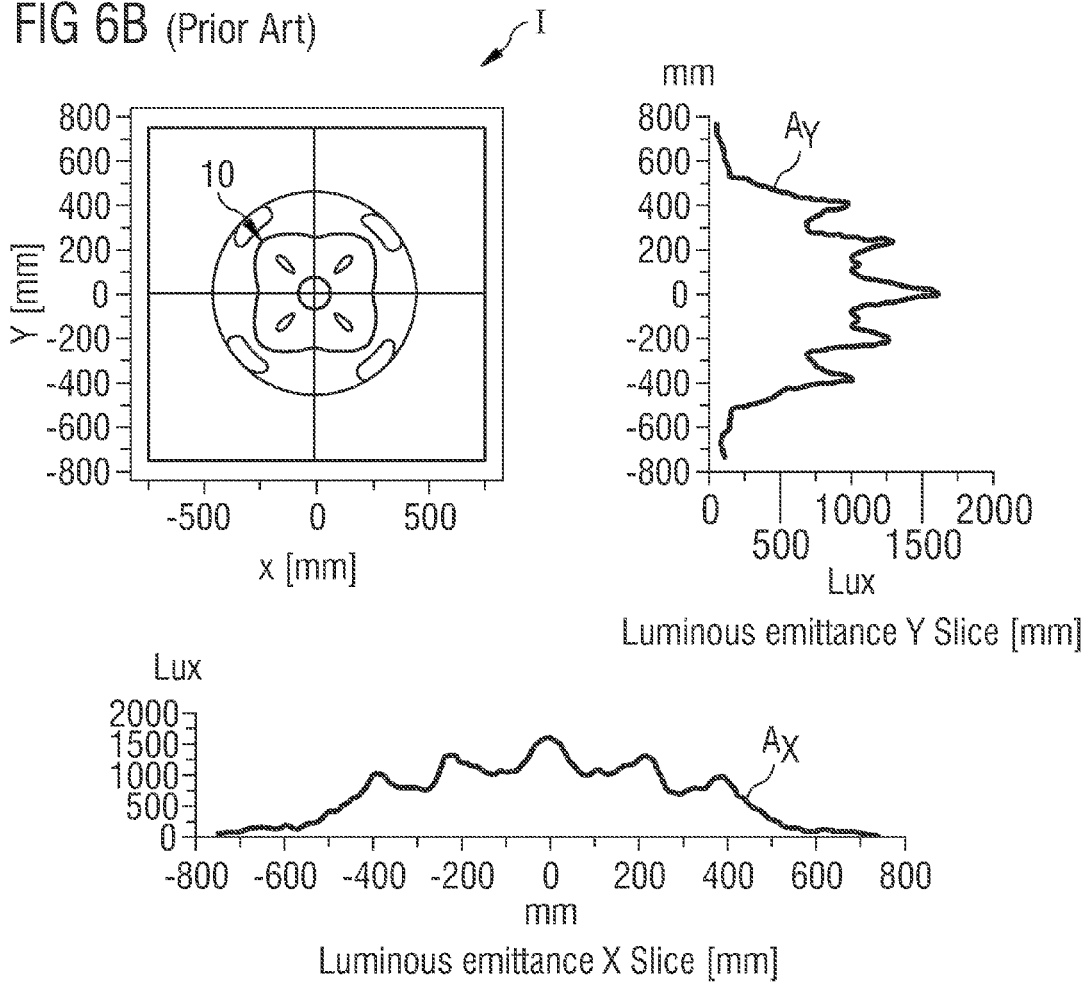 FIG 6B (Prior Art)
I
800
600
400
200
0
-200
-400
-600
-800
Y [mm]
10
-500 0 500
x [mm]
mm
800
600
400
200
0
-200
-400
-600
-800
AY
0 1000 2000
500 1500
Lux
Luminous emittance Y Slice [mm]
Lux
2000
1500
1000
500
0
AX
-800 -600 -400 -200 0 200 400 600 800
mm
Luminous emittance X Slice [mm]